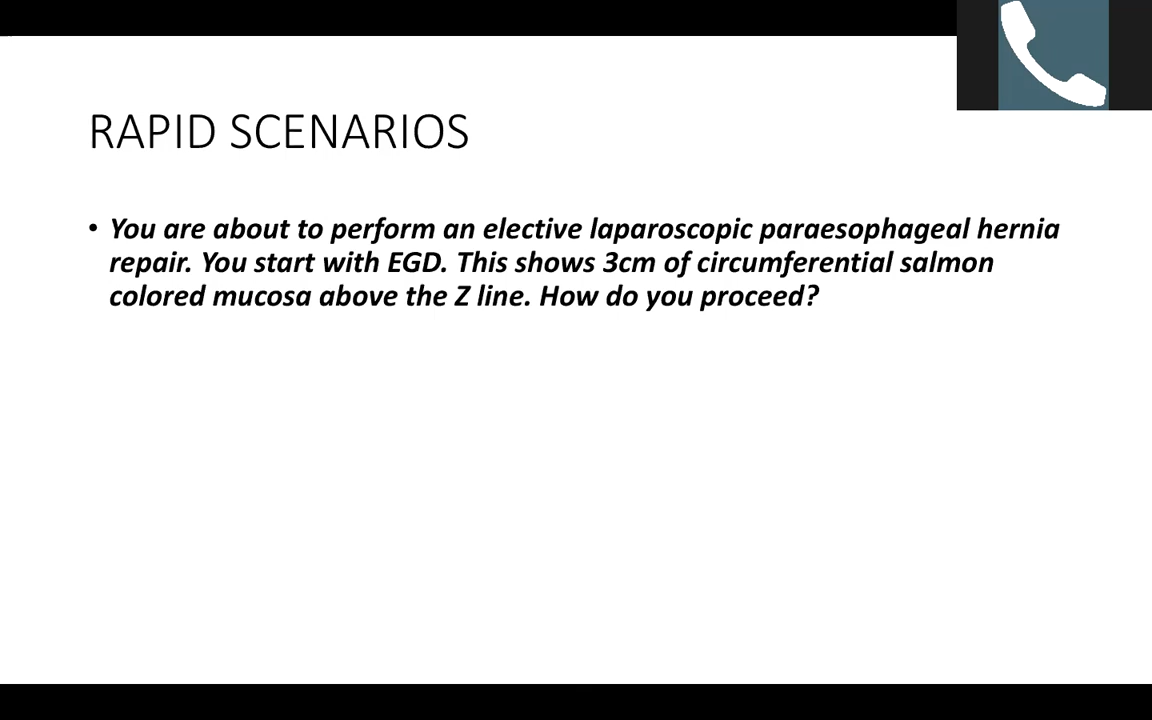 RAPID SCENARIOS
• You are about to perform an elective laparoscopic paraesophageal hernia
repair. You start with EGD. This shows 3cm of circumferential salmon
colored mucosa above the Z line. How do you proceed?